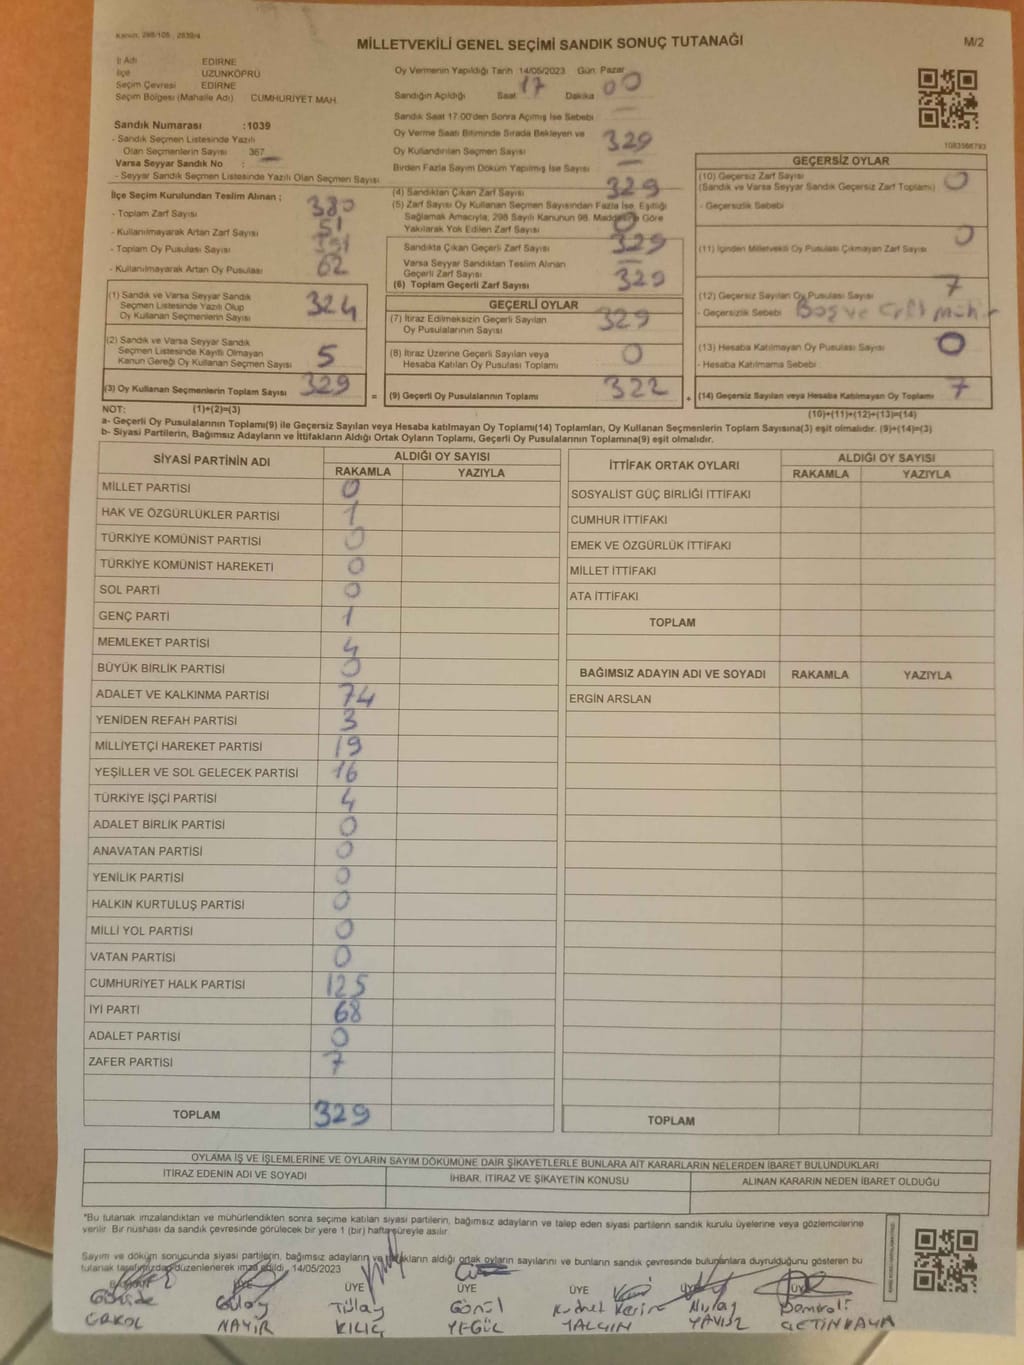 Kanun: 298/105 , 2839/4
MİLLETVEKİLİ GENEL SEÇİMİ SANDIK SONUÇ TUTANAĞI
M/2
İl Adı EDİRNE
İlçe UZUNKÖPRÜ
Seçim Çevresi EDİRNE
Seçim Bölgesi (Mahalle Adı) CUMHURİYET MAH.
Sandık Numarası :1039
- Sandık Seçmen Listesinde Yazılı
Olan Seçmenlerin Sayısı 367
Varsa Seyyar Sandık No :
- Seyyar Sandık Seçmen Listesinde Yazılı Olan Seçmen Sayısı
Oy Vermenin Yapıldığı Tarih :14/05/2023 Gün: Pazar
Sandığın Açıldığı Saat 17 Dakika 00
Sandık Saat 17:00'den Sonra Açılmış İse Sebebi
Oy Verme Saati Bitiminde Sırada Bekleyen ve
Oy Kullandırılan Seçmen Sayısı 329
Birden Fazla Sayım Döküm Yapılmış İse Sayısı
1083566793
İlçe Seçim Kurulundan Teslim Alınan ;
- Toplam Zarf Sayısı 380
- Kullanılmayarak Artan Zarf Sayısı 51
- Toplam Oy Pusulası Sayısı
- Kullanılmayarak Artan Oy Pusulası 62
(1) Sandık ve Varsa Seyyar Sandık
Seçmen Listesinde Yazılı Olup
Oy Kullanan Seçmenlerin Sayısı 324
(2) Sandık ve Varsa Seyyar Sandık
Seçmen Listesinde Kayıtlı Olmayan
Kanun Gereği Oy Kullanan Seçmen Sayısı 5
(3) Oy Kullanan Seçmenlerin Toplam Sayısı 329 =
(4) Sandıktan Çıkan Zarf Sayısı 329
(5) Zarf Sayısı Oy Kullanan Seçmen Sayısından Fazla İse, Eşitliği
Sağlamak Amacıyla, 298 Sayılı Kanunun 98. Maddesine Göre
Yakılarak Yok Edilen Zarf Sayısı 0
Sandıkta Çıkan Geçerli Zarf Sayısı 329
Varsa Seyyar Sandıktan Teslim Alınan
Geçerli Zarf Sayısı
(6) Toplam Geçerli Zarf Sayısı 329
GEÇERLİ OYLAR
(7) İtiraz Edilmeksizin Geçerli Sayılan
Oy Pusulalarının Sayısı 329
(8) İtiraz Üzerine Geçerli Sayılan veya
Hesaba Katılan Oy Pusulası Toplamı 0
(9) Geçerli Oy Pusulalarının Toplamı 322 +
GEÇERSİZ OYLAR
(10) Geçersiz Zarf Sayısı 0
(Sandık ve Varsa Seyyar Sandık Geçersiz Zarf Toplamı)
- Geçersizlik Sebebi
(11) İçinden Milletvekili Oy Pusulası Çıkmayan Zarf Sayısı 0
(12) Geçersiz Sayılan Oy Pusulası Sayısı 7
- Geçersizlik Sebebi Boş ve Çift Mühür
(13) Hesaba Katılmayan Oy Pusulası Sayısı 0
- Hesaba Katılmama Sebebi
(14) Geçersiz Sayılan veya Hesaba Katılmayan Oy Toplamı 7
NOT: (1)+(2)=(3) (10)+(11)+(12)+(13)=(14)
a- Geçerli Oy Pusulalarının Toplamı(9) ile Geçersiz Sayılan veya Hesaba katılmayan Oy Toplamı(14) Toplamları, Oy Kullanan Seçmenlerin Toplam Sayısına(3) eşit olmalıdır. (9)+(14)=(3)
b- Siyasi Partilerin, Bağımsız Adayların ve İttifakların Aldığı Ortak Oyların Toplamı, Geçerli Oy Pusulalarının Toplamına(9) eşit olmalıdır.
SİYASİ PARTİNİN ADI ALDIĞI OY SAYISI
RAKAMLA YAZIYLA
MİLLET PARTİSİ 0
HAK VE ÖZGÜRLÜKLER PARTİSİ 1
TÜRKİYE KOMÜNİST PARTİSİ 0
TÜRKİYE KOMÜNİST HAREKETİ 0
SOL PARTİ 0
GENÇ PARTİ 1
MEMLEKET PARTİSİ 4
BÜYÜK BİRLİK PARTİSİ 0
ADALET VE KALKINMA PARTİSİ 74
YENİDEN REFAH PARTİSİ 3
MİLLİYETÇİ HAREKET PARTİSİ 19
YEŞİLLER VE SOL GELECEK PARTİSİ 16
TÜRKİYE İŞÇİ PARTİSİ 4
ADALET BİRLİK PARTİSİ 0
ANAVATAN PARTİSİ 0
YENİLİK PARTİSİ 0
HALKIN KURTULUŞ PARTİSİ 0
MİLLİ YOL PARTİSİ 0
VATAN PARTİSİ 0
CUMHURİYET HALK PARTİSİ 125
İYİ PARTİ 68
ADALET PARTİSİ 0
ZAFER PARTİSİ 7
TOPLAM 329
İTTİFAK ORTAK OYLARI ALDIĞI OY SAYISI
RAKAMLA YAZIYLA
SOSYALİST GÜÇ BİRLİĞİ İTTİFAKI
CUMHUR İTTİFAKI
EMEK VE ÖZGÜRLÜK İTTİFAKI
MİLLET İTTİFAKI
ATA İTTİFAKI
TOPLAM
BAĞIMSIZ ADAYIN ADI VE SOYADI RAKAMLA YAZIYLA
ERGİN ARSLAN
TOPLAM
OYLAMA İŞ VE İŞLEMLERİNE VE OYLARIN SAYIM DÖKÜMÜNE DAİR ŞİKAYETLERLE BUNLARA AİT KARARLARIN NELERDEN İBARET BULUNDUKLARI
İTİRAZ EDENİN ADI VE SOYADI İHBAR, İTİRAZ VE ŞİKAYETİN KONUSU ALINAN KARARIN NEDEN İBARET OLDUĞU
*Bu tutanak imzalandıktan ve mühürlendikten sonra seçime katılan siyasi partilerin, bağımsız adayların ve talep eden siyasi partilerin sandık kurulu üyelerine veya gözlemcilerine
verilir. Bir nüshası da sandık çevresinde görülecek bir yere 1 (bir) hafta süreyle asılır.
Sayım ve döküm sonucunda siyasi partilerin, bağımsız adayların ve ittifakların aldığı ortak oyların sayılarını ve bunların sandık çevresinde bulunanlara duyrulduğunu gösteren bu
tutanak tarafımızdan düzenlenerek imza edildi. 14/05/2023
ÜYE ÜYE ÜYE ÜYE ÜYE
Gülay Tülay Gönül Nulay
NAYIR KILIÇ YEGÜL YALÇIN YAVUZ ÇETİNKAYA